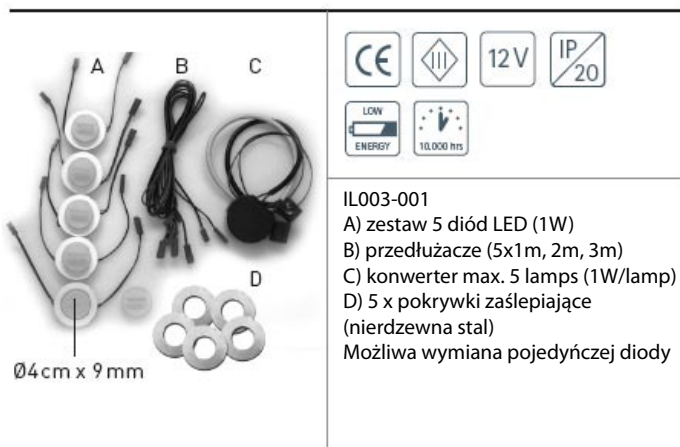 A
B
C
D
Ø4cm x 9mm
CE
III
12V
IP/20
LOW
ENERGY
10.000 hrs
IL003-001
A) zestaw 5 diód LED (1W)
B) przedłużacze (5x1m, 2m, 3m)
C) konwerter max. 5 lamps (1W/lamp)
D) 5 x pokrywki zaślepiające
(nierdzewna stal)
Możliwa wymiana pojedyńczej diody